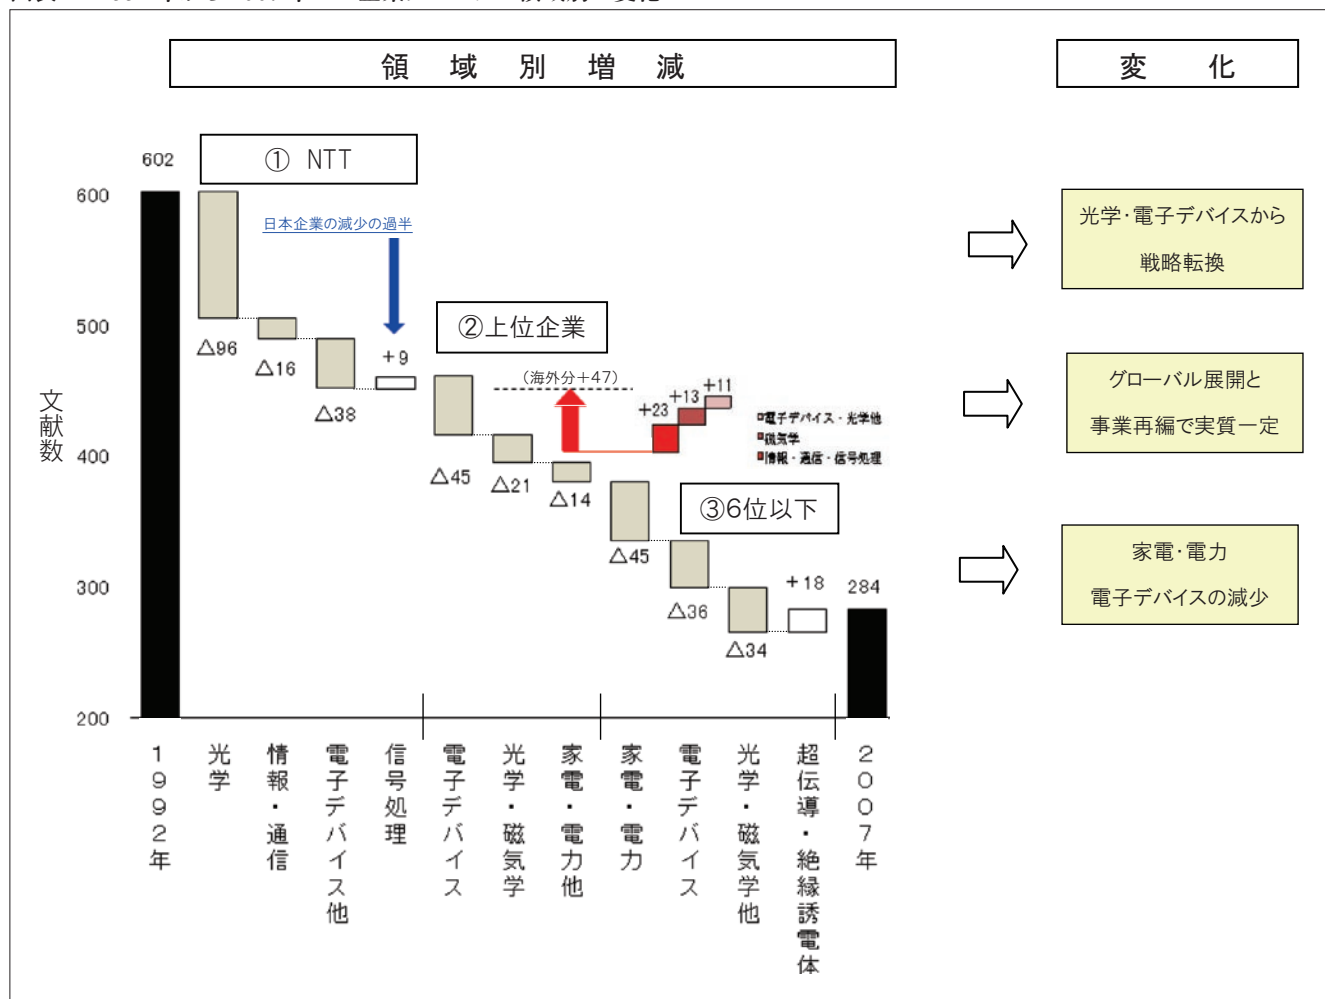 領域別増減
変化
602
① NTT
600
日本企業の減少の過半
光学・電子デバイスから
戦略転換
500
△96
△16
△38
+9
②上位企業
(海外分+47)
+23
+13
+11
電子デバイス・光学他
磁気学
情報・通信・信号処理
グローバル展開と
事業再編で実質一定
文献数
400
△45
△21
△14
③6位以下
△45
△36
△34
+18
284
家電・電力
電子デバイスの減少
300
200
1992年
光学
情報・通信
電子デバイス他
信号処理
電子デバイス
光学・磁気学
家電・電力他
家電・電力
電子デバイス
光学・磁気学他
超伝導・絶縁誘電体
2007年